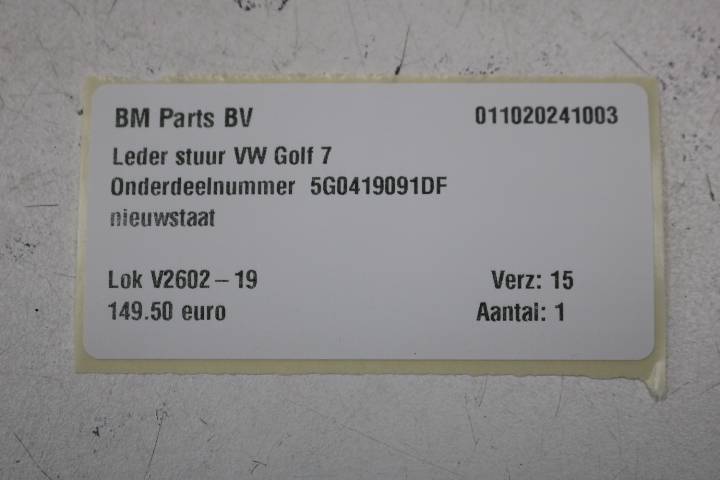 BM Parts BV 011020241003
Leder stuur VW Golf 7
Onderdeelnummer 5G0419091DF
nieuwstaat
Lok V2602-19 Verz: 15
149.50 euro Aantal: 1